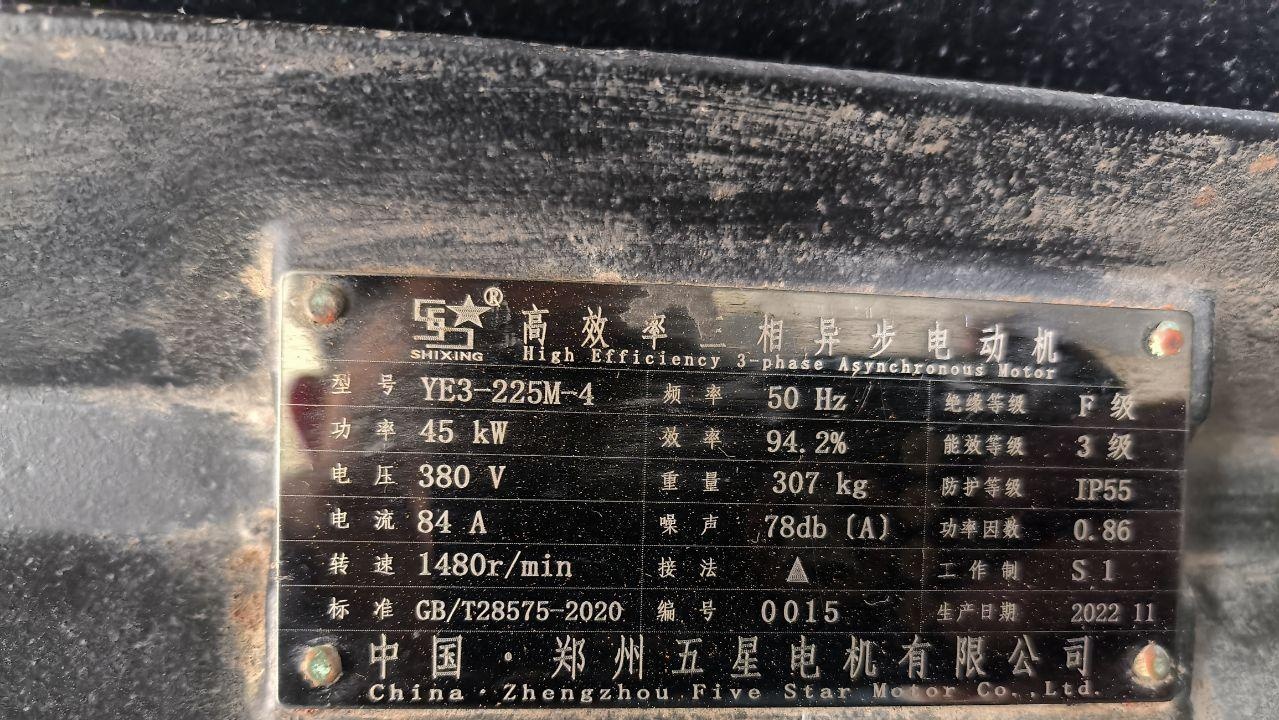 SHIXING ® 高效率三相异步电动机
High Efficiency 3-phase Asynchronous Motor
型号 YE3-225M-4 频率 50 Hz 绝缘等级 F 级
功率 45 kW 效率 94.2% 能效等级 3 级
电压 380 V 重量 307 kg 防护等级 IP55
电流 84 A 噪声 78db (A) 功率因数 0.86
转速 1480r/min 接法 △ 工作制 S 1
标准 GB/T28575-2020 编号 0015 生产日期 2022 11
中国·郑州五星电机有限公司
China·Zhengzhou Five Star Motor Co.,Ltd.